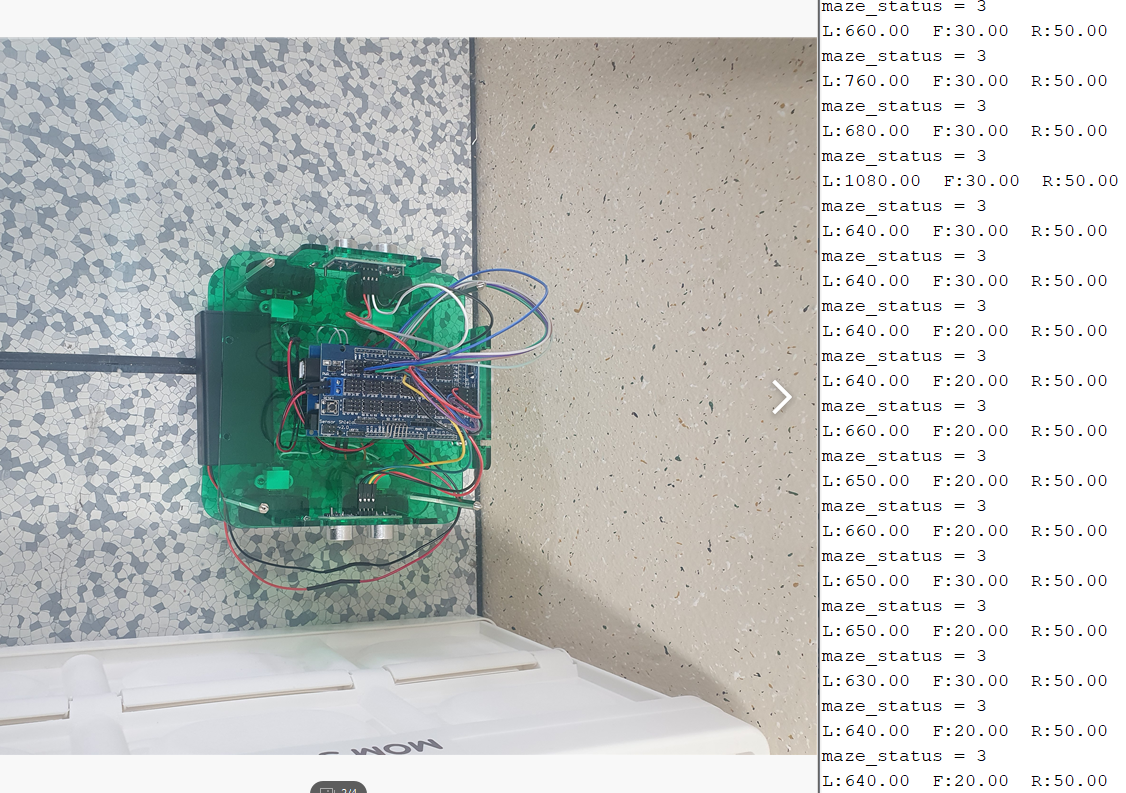 maze_status = 3
L:660.00 F:30.00 R:50.00
maze_status = 3
L:760.00 F:30.00 R:50.00
maze_status = 3
L:680.00 F:30.00 R:50.00
maze_status = 3
L:1080.00 F:30.00 R:50.00
maze_status = 3
L:640.00 F:30.00 R:50.00
maze_status = 3
L:640.00 F:30.00 R:50.00
maze_status = 3
L:640.00 F:20.00 R:50.00
maze_status = 3
L:640.00 F:20.00 R:50.00
maze_status = 3
L:660.00 F:20.00 R:50.00
maze_status = 3
L:650.00 F:20.00 R:50.00
maze_status = 3
L:660.00 F:20.00 R:50.00
maze_status = 3
L:650.00 F:30.00 R:50.00
maze_status = 3
L:650.00 F:20.00 R:50.00
maze_status = 3
L:630.00 F:30.00 R:50.00
maze_status = 3
L:640.00 F:20.00 R:50.00
maze_status = 3
L:640.00 F:20.00 R:50.00
Sensor Shield
MOM'S